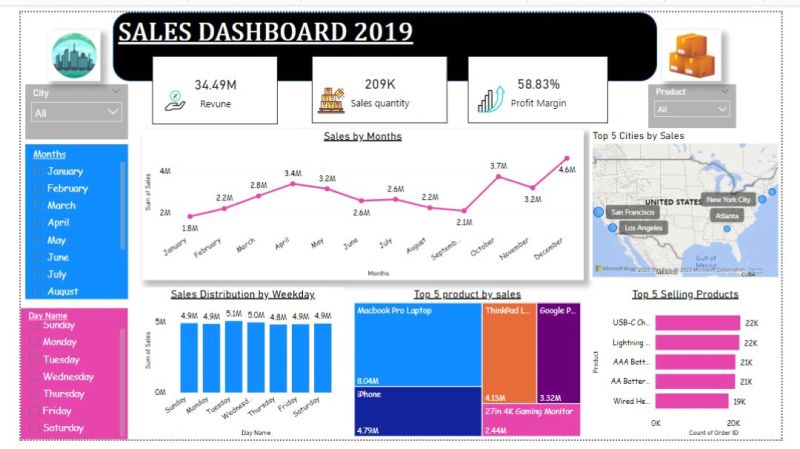 SALES DASHBOARD 2019
City
All
34.49M
Revune
209K
Sales quantity
58.83%
Profit Margin
Product
All
Months
January
February
March
April
May
June
July
August
Day Name
Sunday
Monday
Tuesday
Wednesday
Thursday
Friday
Saturday
Sales by Months
Sum of Sales
4M
2M
1.8M
2.2M
2.8M
3.4M
3.2M
2.6M
2.6M
2.2M
2.1M
3.7M
3.2M
4.6M
January
February
March
April
May
June
July
August
Septemb...
October
November
December
Months
Top 5 Cities by Sales
UNITED STATES
New York City
San Francisco
Atlanta
Los Angeles
Gulf of
Mexico
MEXICO
CUBA
Sales Distribution by Weekday
Sum of Sales
5M
0M
4.9M
4.9M
5.1M
5.0M
4.8M
4.9M
4.9M
Sunday
Monday
Tuesday
Wednesd...
Thursday
Friday
Saturday
Day Name
Top 5 product by sales
Macbook Pro Laptop
8.04M
iPhone
4.79M
ThinkPad L...
4.13M
Google P...
3.32M
27in 4K Gaming Monitor
2.44M
Top 5 Selling Products
Product
USB-C Ch...
22K
Lightning ...
22K
AAA Batt...
21K
AA Batter...
21K
Wired He...
19K
0K
20K
Count of Order ID